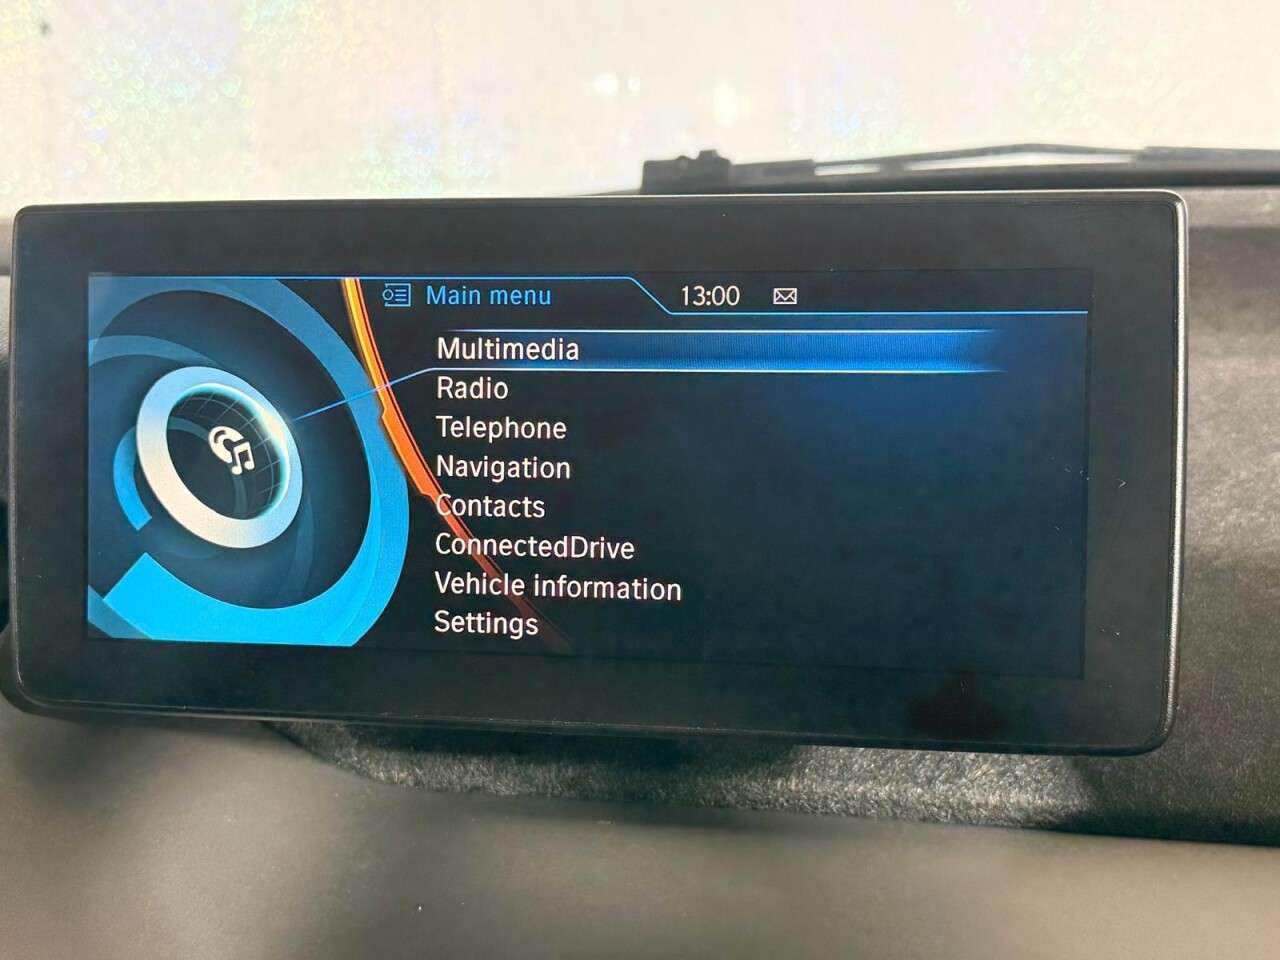 Main menu 13:00
Multimedia
Radio
Telephone
Navigation
Contacts
ConnectedDrive
Vehicle information
Settings